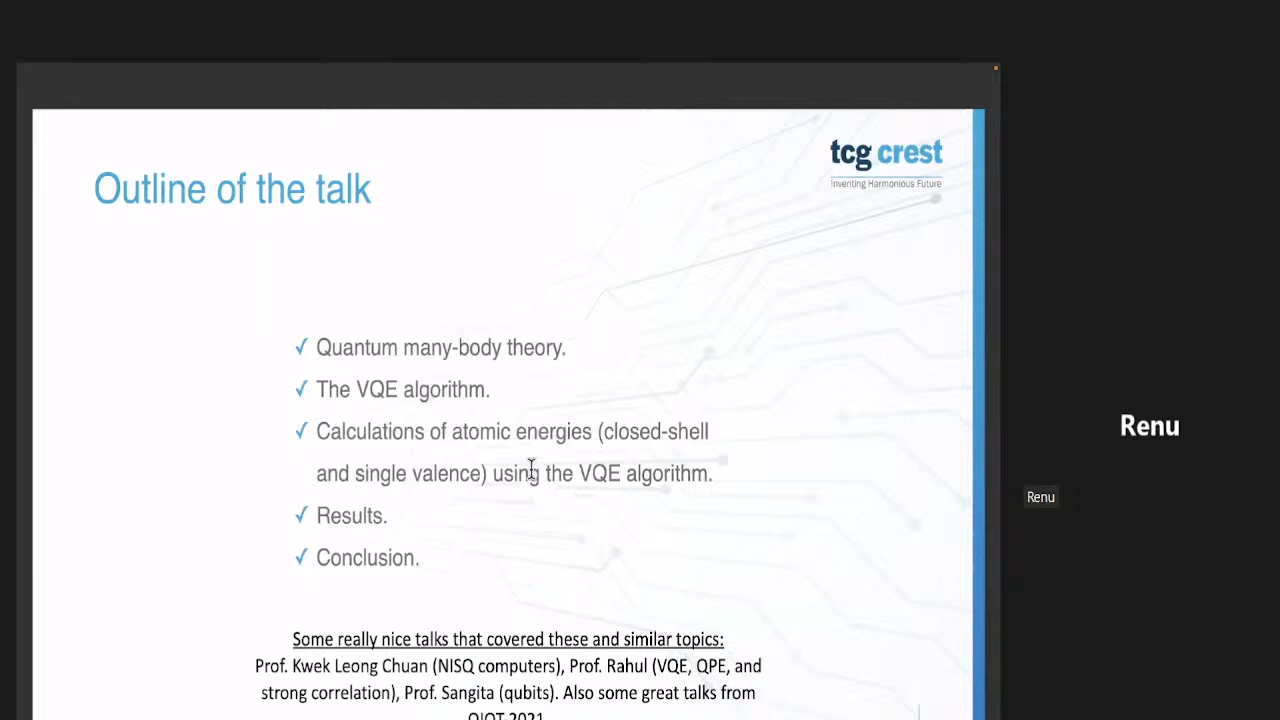 tcg crest
Inventing Harmonious Future
Outline of the talk
✓ Quantum many-body theory.
✓ The VQE algorithm.
✓ Calculations of atomic energies (closed-shell
and single valence) using the VQE algorithm.
✓ Results.
✓ Conclusion.
Some really nice talks that covered these and similar topics:
Prof. Kwek Leong Chuan (NISQ computers), Prof. Rahul (VQE, QPE, and
strong correlation), Prof. Sangita (qubits). Also some great talks from
2021
Renu
Renu